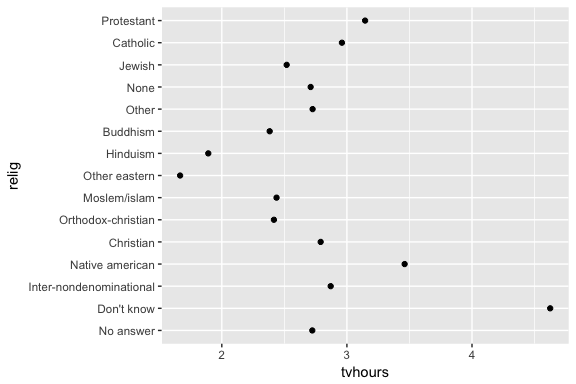 Protestant
Catholic
Jewish
None
Other
Buddhism
Hinduism
Other eastern
Moslem/islam
Orthodox-christian
Christian
Native american
Inter-nondenominational
Don't know
No answer
relig
2 3 4
tvhours